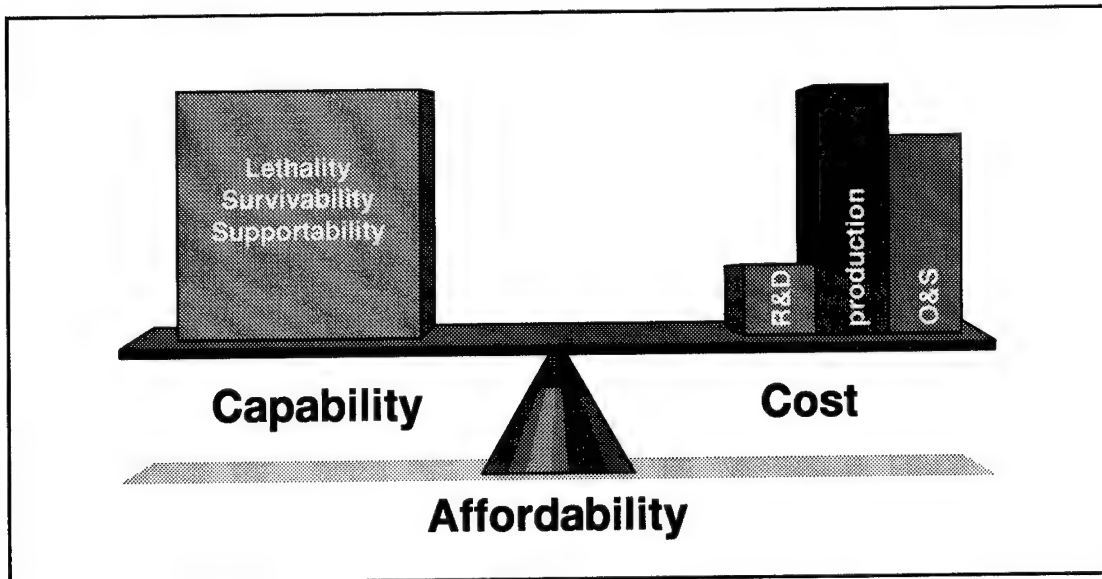 Lethality
Survivability
Supportability
R&D
production
O&S
Capability
Cost
Affordability